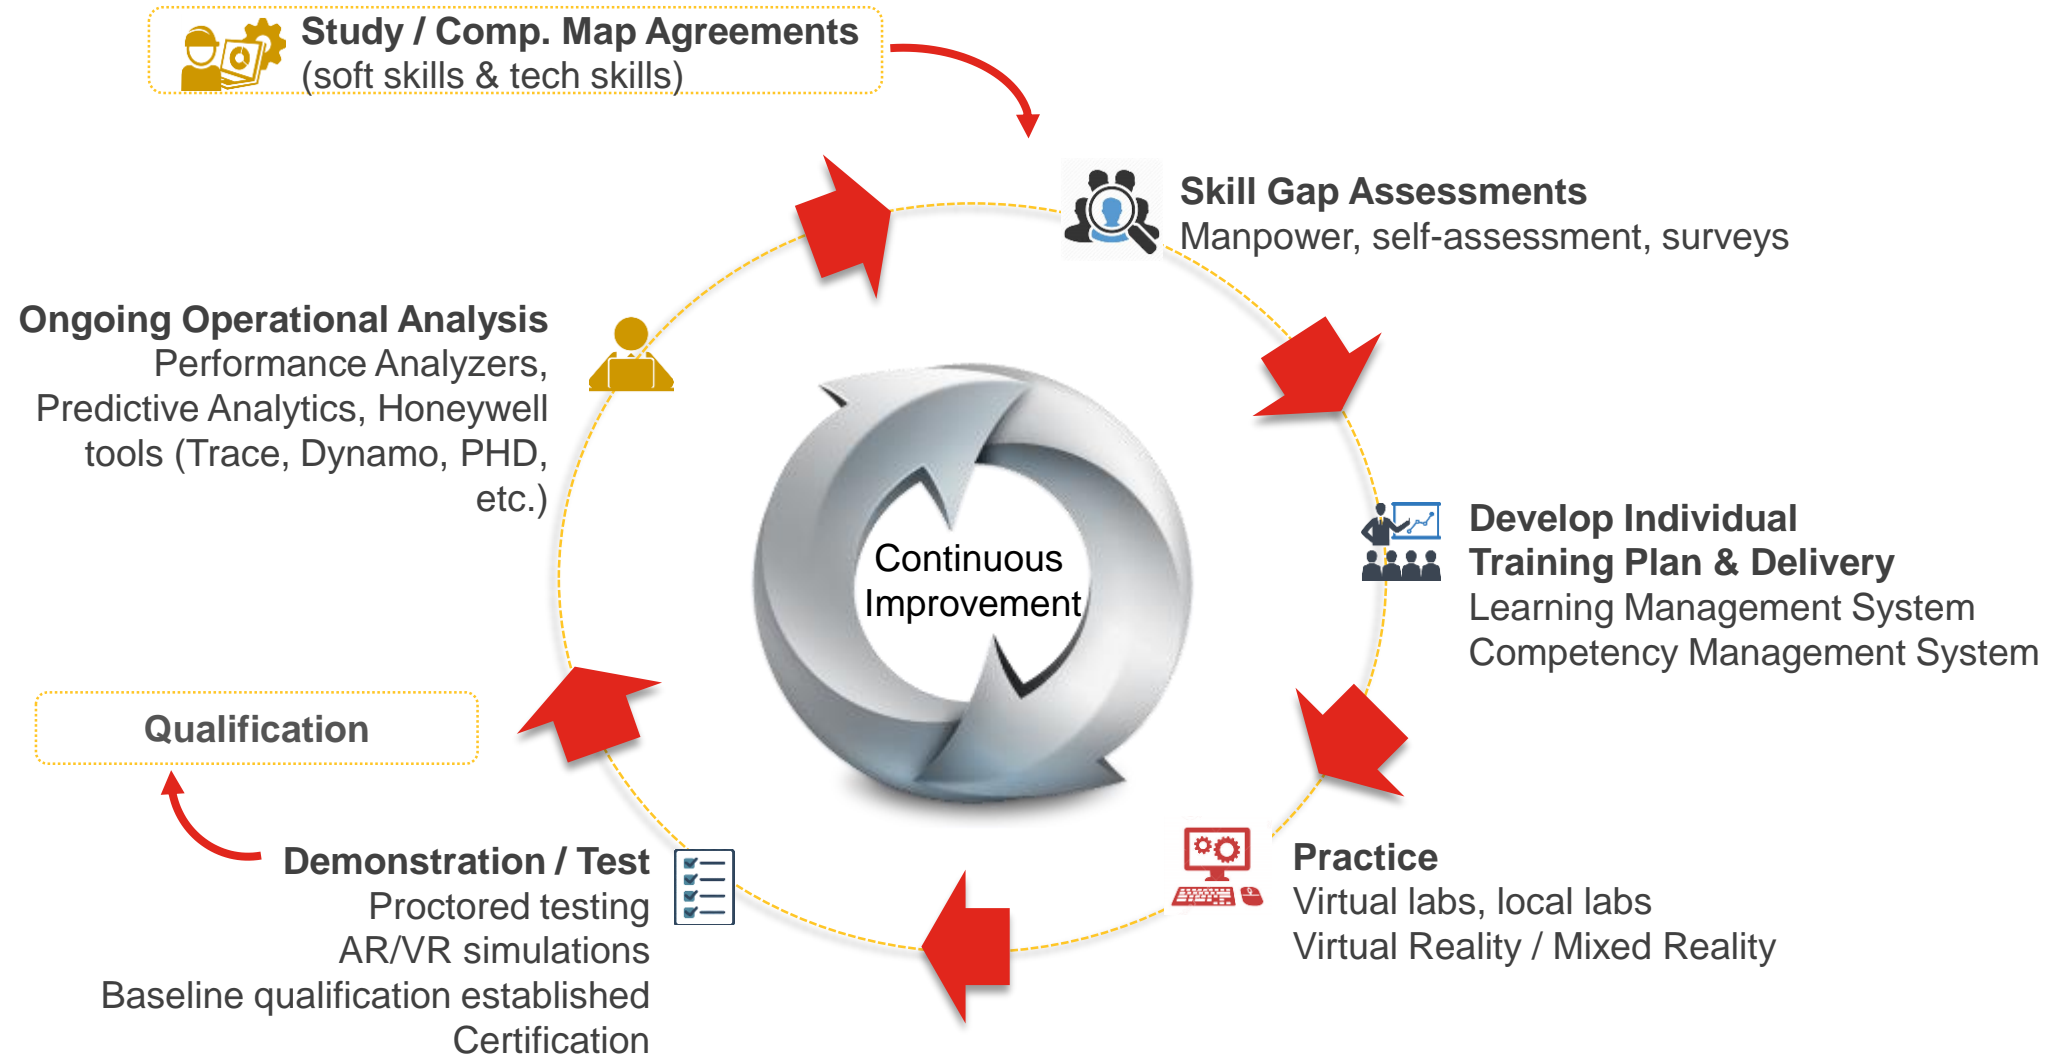 Study / Comp. Map Agreements
(soft skills & tech skills)
Skill Gap Assessments
Manpower, self-assessment, surveys
Ongoing Operational Analysis
Performance Analyzers,
Predictive Analytics, Honeywell
tools (Trace, Dynamo, PHD,
etc.)
Continuous
Improvement
Develop Individual
Training Plan & Delivery
Learning Management System
Competency Management System
Qualification
Demonstration / Test
Proctored testing
AR/VR simulations
Baseline qualification established
Certification
Practice
Virtual labs, local labs
Virtual Reality / Mixed Reality